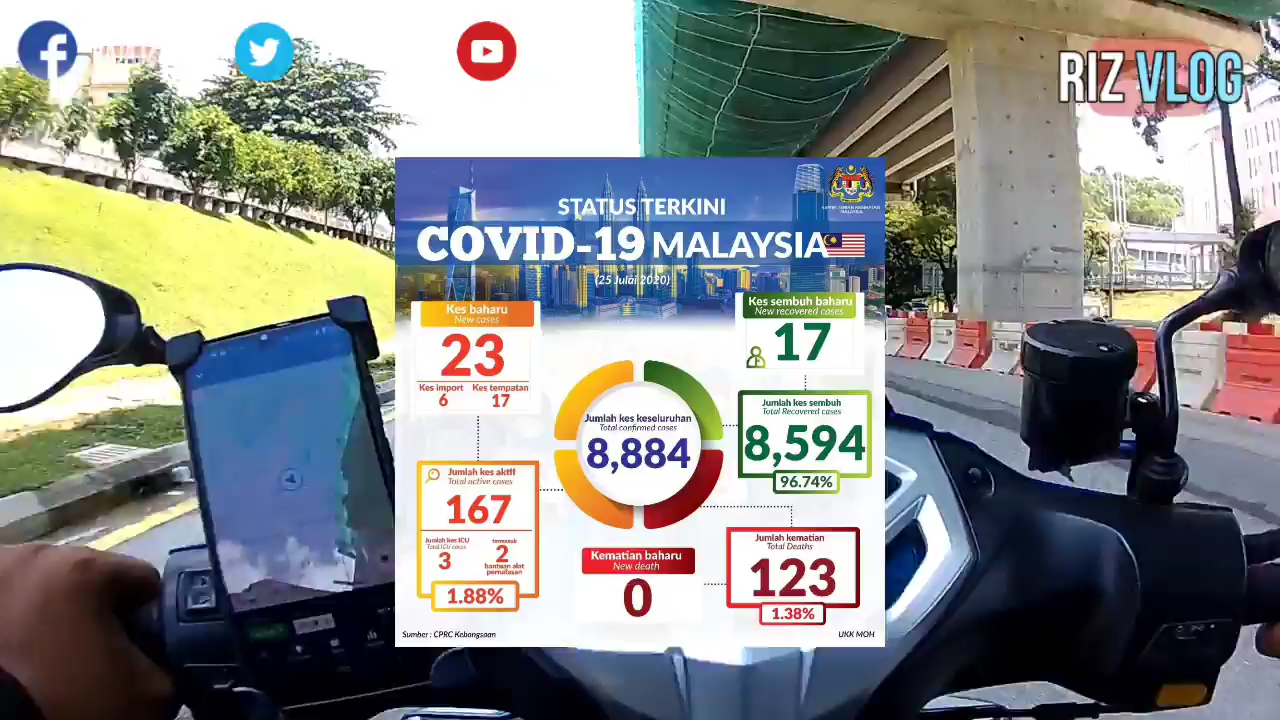 RIZ VLOG
STATUS TERKINI
COVID-19 MALAYSIA
(25 Julai 2020)
Kes baharu
New cases
23
Kes import
6
Kes tempatan
17
Kes sembuh baharu
New recovered cases
17
Jumlah kes keseluruhan
Total confirmed cases
8,884
Jumlah kes sembuh
Total Recovered cases
8,594
96.74%
Jumlah kes aktif
Total active cases
167
Jumlah kes ICU
Total ICU cases
3
termasuk
2
bantuan alat
pernafasan
1.88%
Kematian baharu
New death
0
Jumlah kematian
Total Deaths
123
1.38%
Sumber : CPRC Kebangsaan
UKK MOH